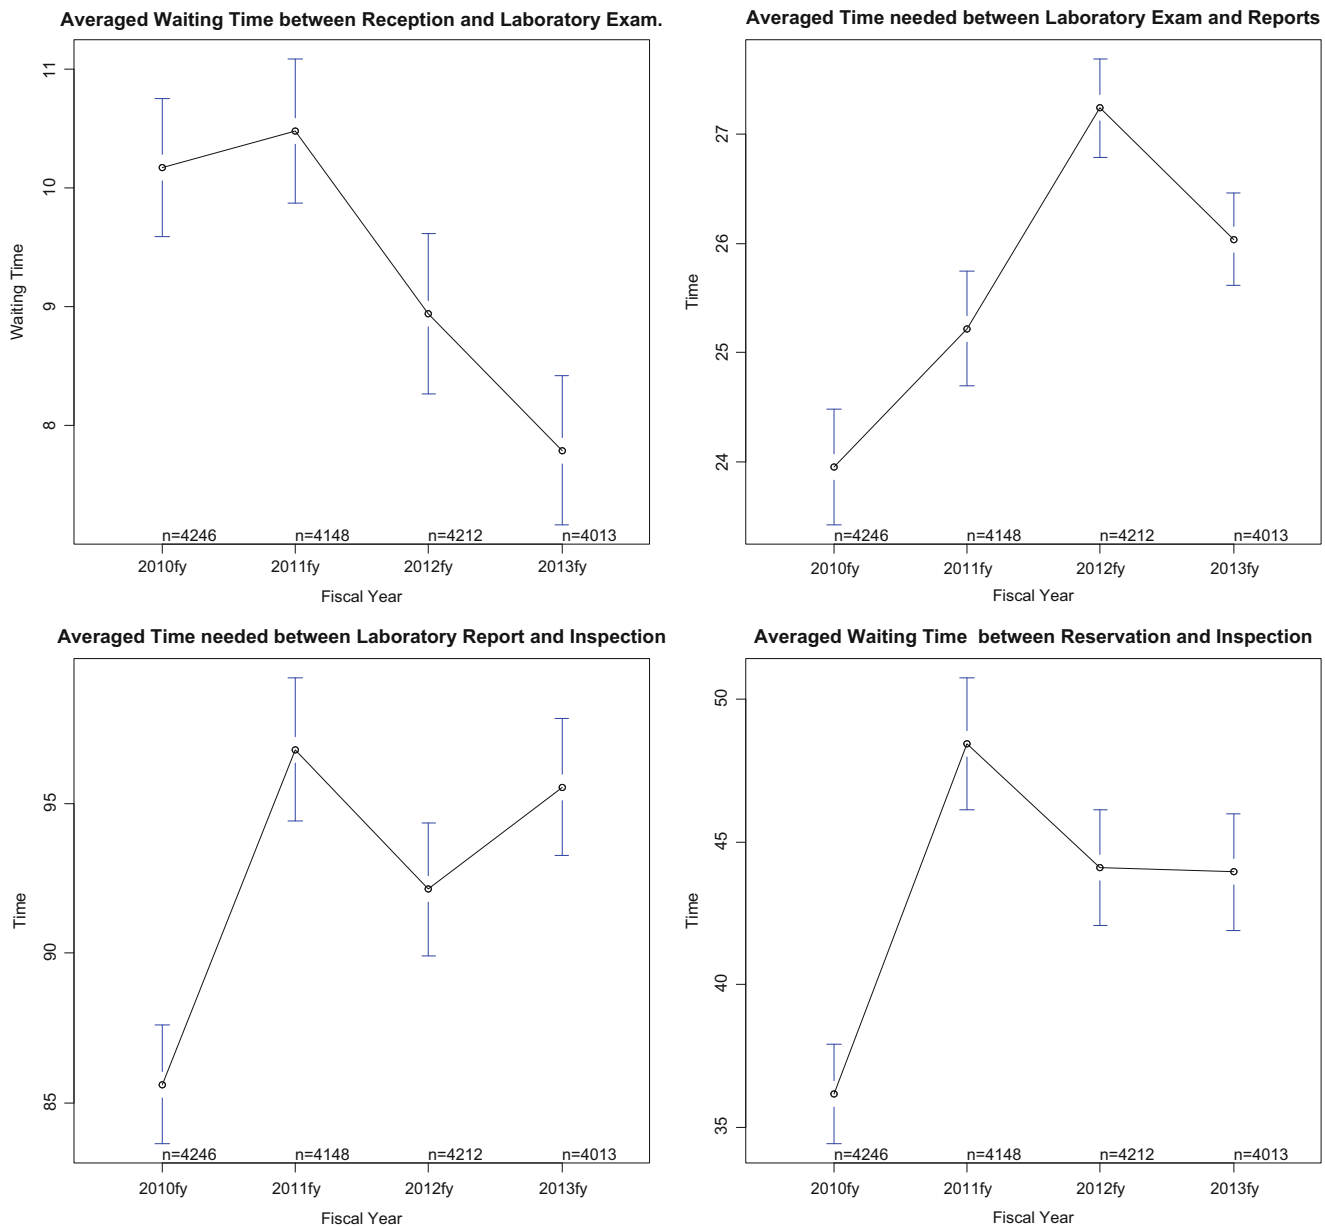 Averaged Waiting Time between Reception and Laboratory Exam.
Waiting Time
11
10
9
8
n=4246 n=4148 n=4212 n=4013
2010fy 2011fy 2012fy 2013fy
Fiscal Year
Averaged Time needed between Laboratory Exam and Reports
Time
27
26
25
24
n=4246 n=4148 n=4212 n=4013
2010fy 2011fy 2012fy 2013fy
Fiscal Year
Averaged Time needed between Laboratory Report and Inspection
Time
95
90
85
n=4246 n=4148 n=4212 n=4013
2010fy 2011fy 2012fy 2013fy
Fiscal Year
Averaged Waiting Time between Reservation and Inspection
Time
50
45
40
35
n=4246 n=4148 n=4212 n=4013
2010fy 2011fy 2012fy 2013fy
Fiscal Year